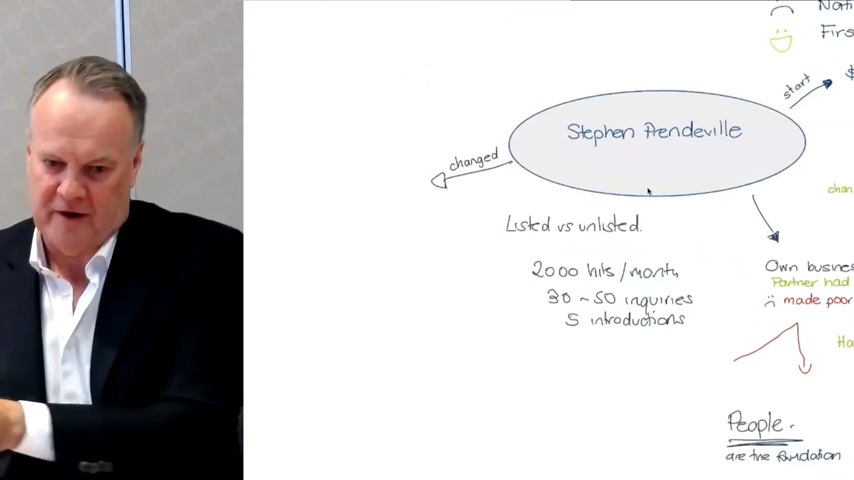 Nati
Firs
start
$
Stephen Prendeville
changed
chan
Listed vs unlisted.
2000 hits/month
30 ~ 50 inquiries
5 introductions
Own business
Partner had
made poor
Ha
People.
are the foundation